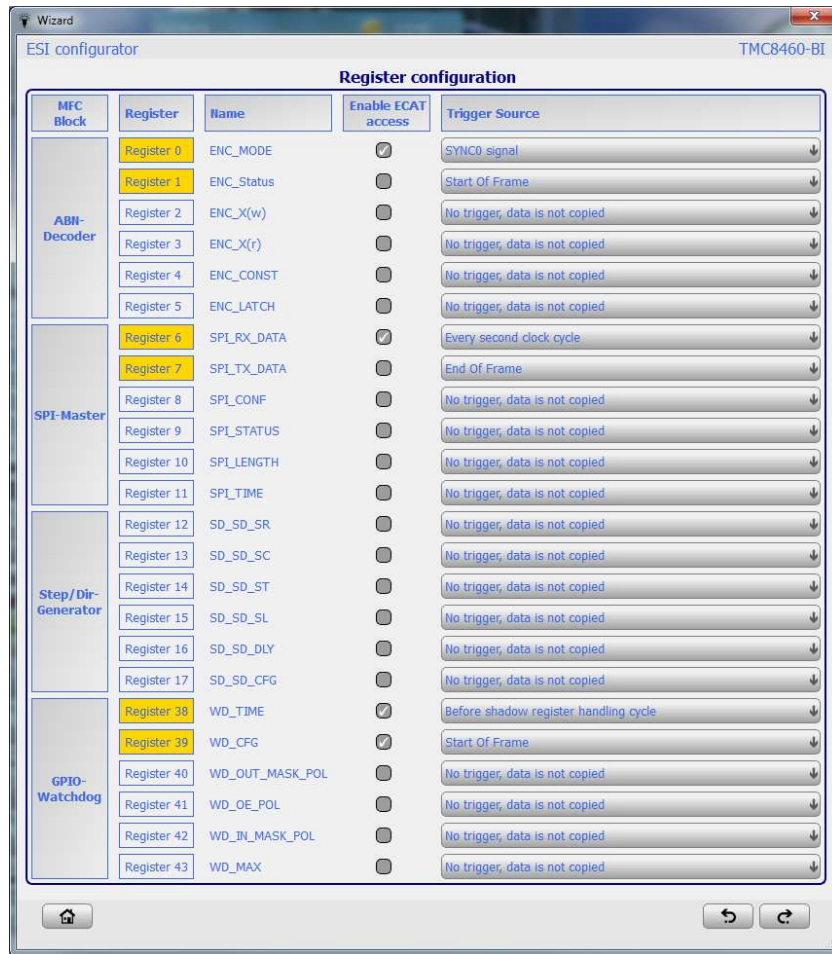 Wizard
ESI configurator TMC8460-BI
Register configuration
MFC Block Register Name Enable ECAT access Trigger Source
ABN-Decoder
Register 0 ENC_MODE SYNC0 signal
Register 1 ENC_Status Start Of Frame
Register 2 ENC_X(w) No trigger, data is not copied
Register 3 ENC_X(r) No trigger, data is not copied
Register 4 ENC_CONST No trigger, data is not copied
Register 5 ENC_LATCH No trigger, data is not copied
SPI-Master
Register 6 SPI_RX_DATA Every second clock cycle
Register 7 SPI_TX_DATA End Of Frame
Register 8 SPI_CONF No trigger, data is not copied
Register 9 SPI_STATUS No trigger, data is not copied
Register 10 SPI_LENGTH No trigger, data is not copied
Register 11 SPI_TIME No trigger, data is not copied
Step/Dir-Generator
Register 12 SD_SD_SR No trigger, data is not copied
Register 13 SD_SD_SC No trigger, data is not copied
Register 14 SD_SD_ST No trigger, data is not copied
Register 15 SD_SD_SL No trigger, data is not copied
Register 16 SD_SD_DLY No trigger, data is not copied
Register 17 SD_SD_CFG No trigger, data is not copied
GPIO-Watchdog
Register 38 WD_TIME Before shadow register handling cycle
Register 39 WD_CFG Start Of Frame
Register 40 WD_OUT_MASK_POL No trigger, data is not copied
Register 41 WD_OE_POL No trigger, data is not copied
Register 42 WD_IN_MASK_POL No trigger, data is not copied
Register 43 WD_MAX No trigger, data is not copied